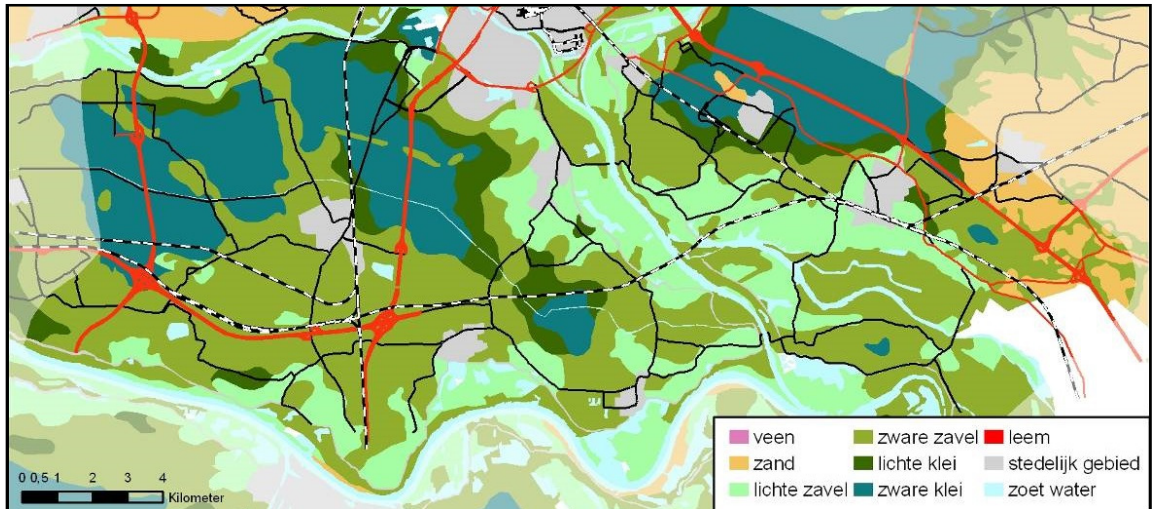 veen zware zavel leem
zand lichte klei stedelijk gebied
lichte zavel zware klei zoet water
0 0,5 1 2 3 4
Kilometer